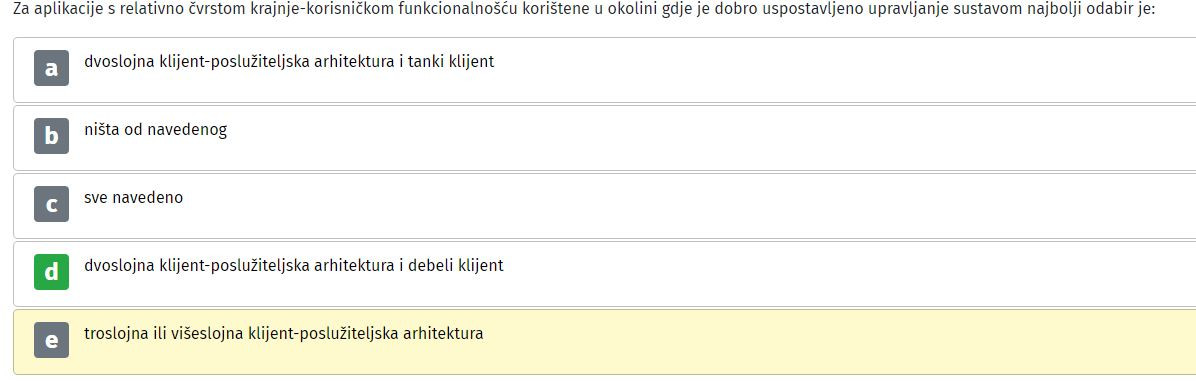 Za aplikacije s relativno čvrstom krajnje-korisničkom funkcionalnošću korištene u okolini gdje je dobro uspostavljeno upravljanje sustavom najbolji odabir je:
a dvoslojna klijent-poslužiteljska arhitektura i tanki klijent
b ništa od navedenog
c sve navedeno
d dvoslojna klijent-poslužiteljska arhitektura i debeli klijent
e troslojna ili višeslojna klijent-poslužiteljska arhitektura